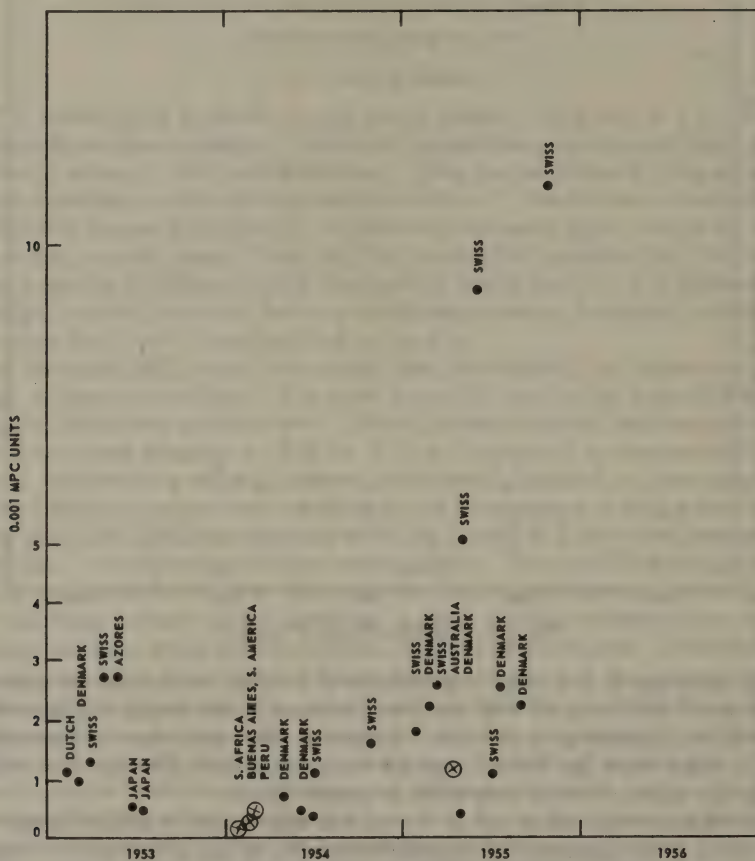 SWISS
10
SWISS
0.001 MPC UNITS
SWISS
5
4
3
2
1
0
DUTCH
DENMARK
SWISS
SWISS
AZORES
JAPAN
JAPAN
S. AFRICA
BUENAS AIRES, S. AMERICA
PERU
DENMARK
DENMARK
SWISS
SWISS
SWISS
DENMARK
SWISS
AUSTRALIA
DENMARK
SWISS
DENMARK
DENMARK
1953
1954
1955
1956